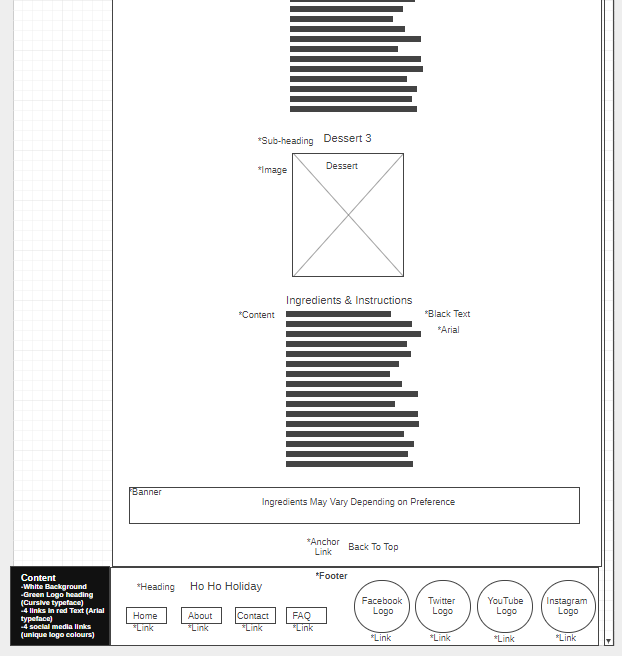 *Sub-heading Dessert 3
*Image
Dessert
Ingredients & Instructions
*Content
*Black Text
*Arial
*Banner
Ingredients May Vary Depending on Preference
*Anchor
Link
Back To Top
*Footer
Content
-White Background
-Green Logo heading
(Cursive typeface)
-4 links in red Text (Arial
typeface)
-4 social media links
(unique logo colours)
*Heading Ho Ho Holiday
Home
*Link
About
*Link
Contact
*Link
FAQ
*Link
Facebook
Logo
*Link
Twitter
Logo
*Link
YouTube
Logo
*Link
Instagram
Logo
*Link